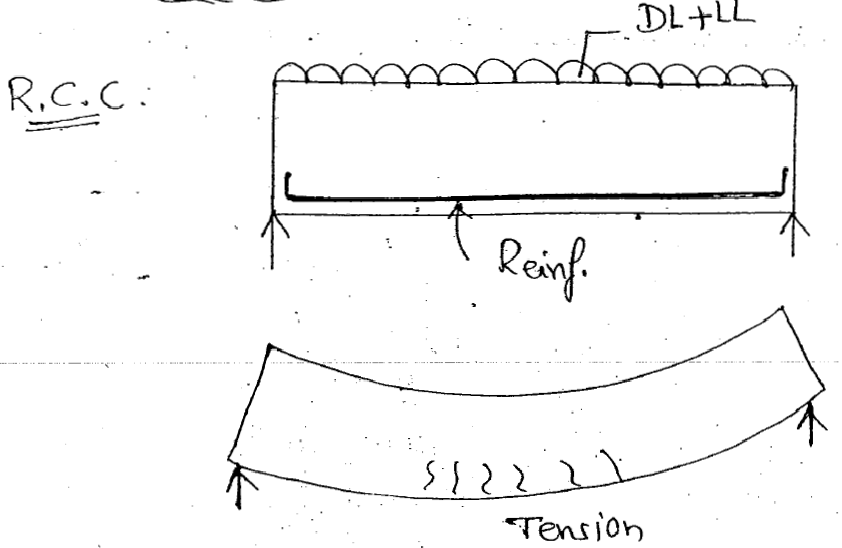 DL+LL
R.C.C.:
Reinf.
Tension